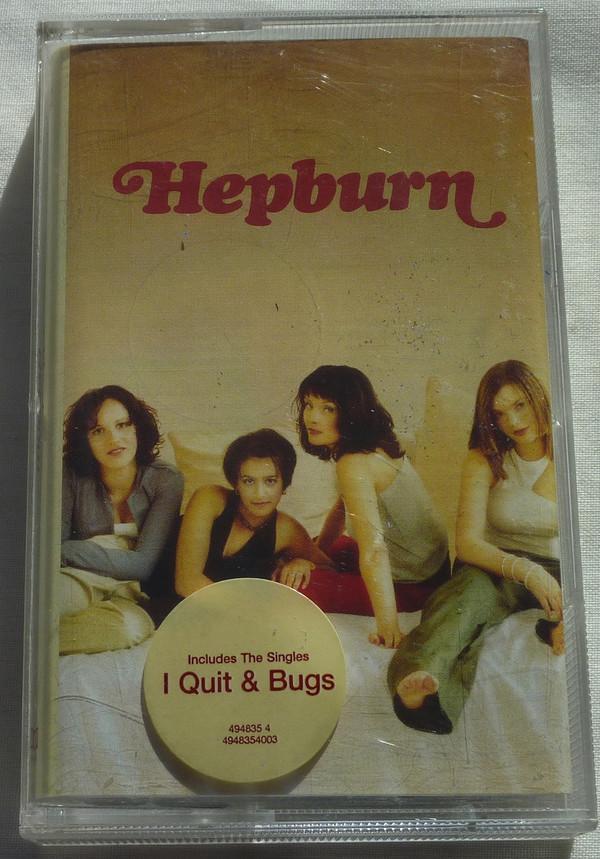 Hepburn
Includes The Singles
I Quit & Bugs
494835 4
4948354003